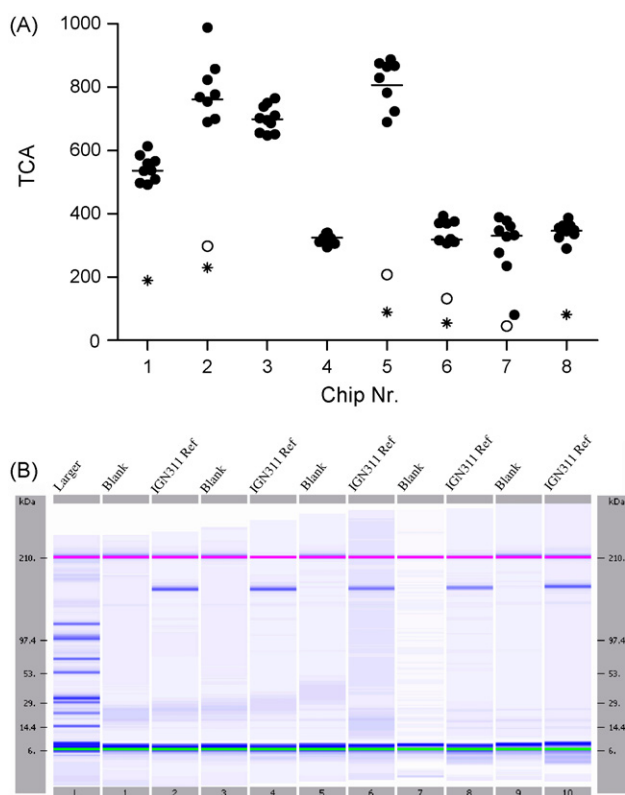 (A)
1000
800
600
400
200
0
TCA
1 2 3 4 5 6 7 8
Chip Nr.
(B)
Larger Blank IGN311 Ref Blank IGN311 Ref Blank IGN311 Ref Blank IGN311 Ref Blank IGN311 Ref
kDa kDa
210. 210.
97.4 97.4
53. 53.
29. 29.
14.4 14.4
6. 6.
L 1 2 3 4 5 6 7 8 9 10